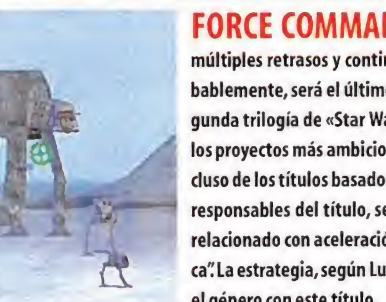 FORCE COMMA
múltiples retrasos y contin
bablemente, será el último
gunda trilogía de «Star Wa
los proyectos más ambicio
cluso de los títulos basado
responsables del título, se
relacionado con aceleració
ca”. La estrategia, según Lu
el género con este título